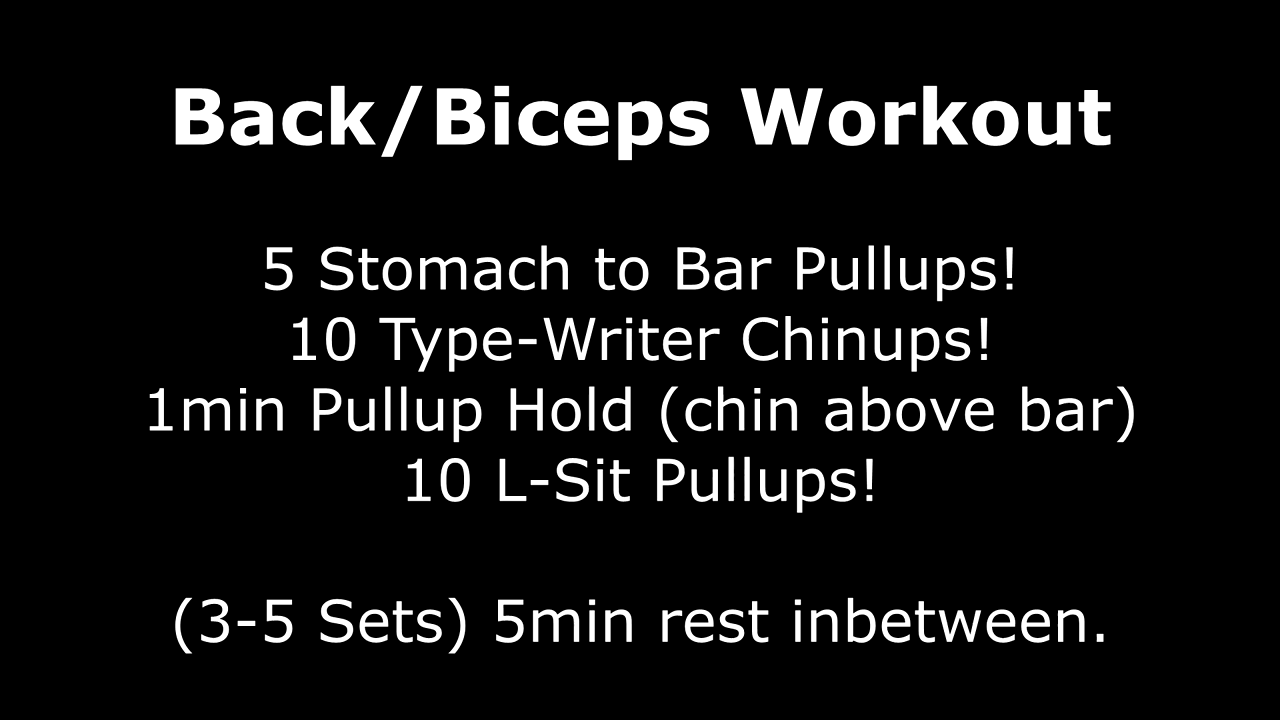 Back/Biceps Workout
5 Stomach to Bar Pullups!
10 Type-Writer Chinups!
1min Pullup Hold (chin above bar)
10 L-Sit Pullups!
(3-5 Sets) 5min rest inbetween.